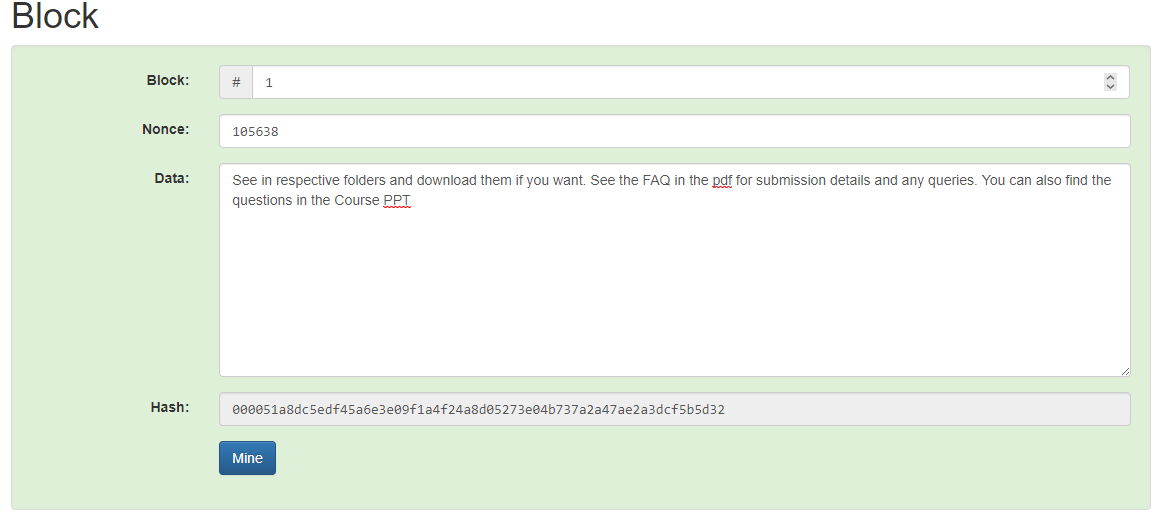 Block
Block:
# 1
Nonce:
105638
Data:
See in respective folders and download them if you want. See the FAQ in the pdf for submission details and any queries. You can also find the
questions in the Course PPT
Hash:
000051a8dc5edf45a6e3e09f1a4f24a8d05273e04b737a2a47ae2a3dcf5b5d32
Mine